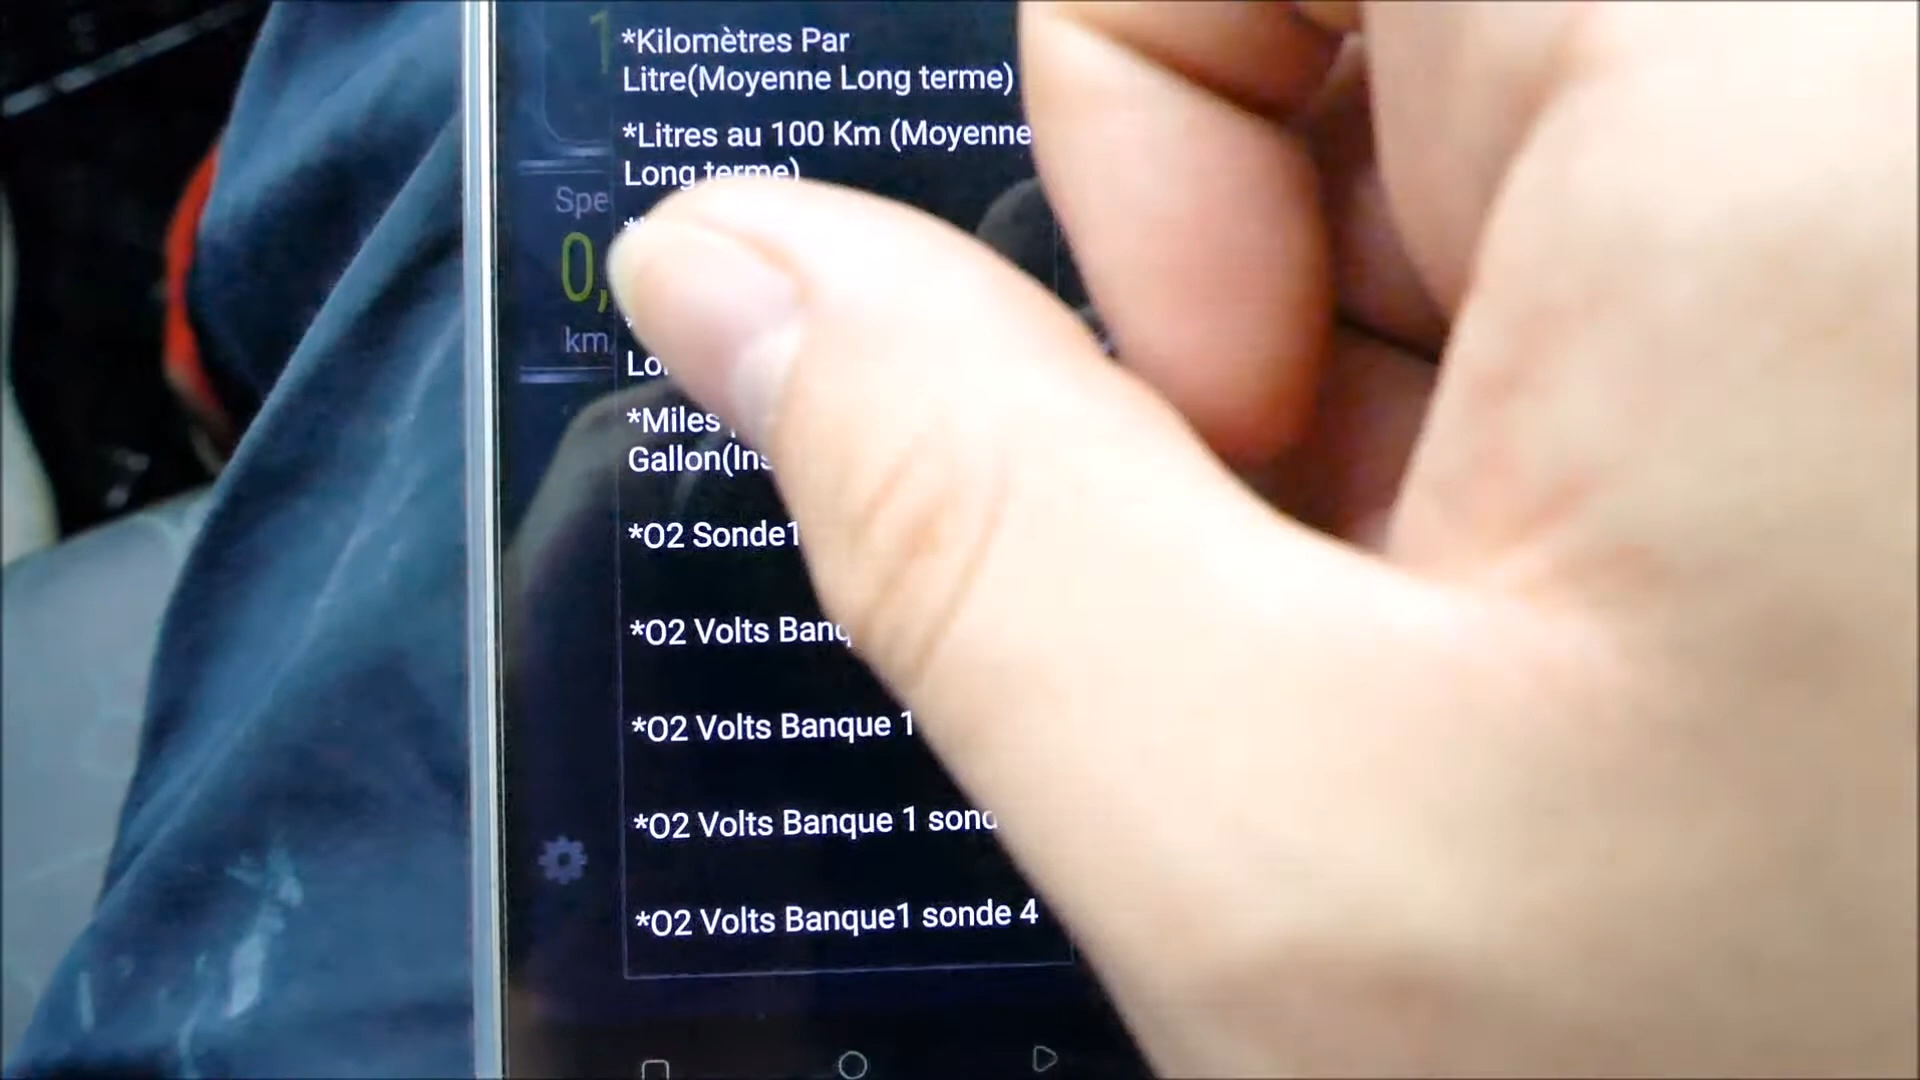 *Kilomètres Par
Litre(Moyenne Long terme)
*Litres au 100 Km (Moyenne
Long terme)
Spe
0,
km
*Miles
Gallon(Ins
*O2 Sonde1
*O2 Volts Banq
*O2 Volts Banque 1
*O2 Volts Banque 1 sond
*O2 Volts Banque1 sonde 4